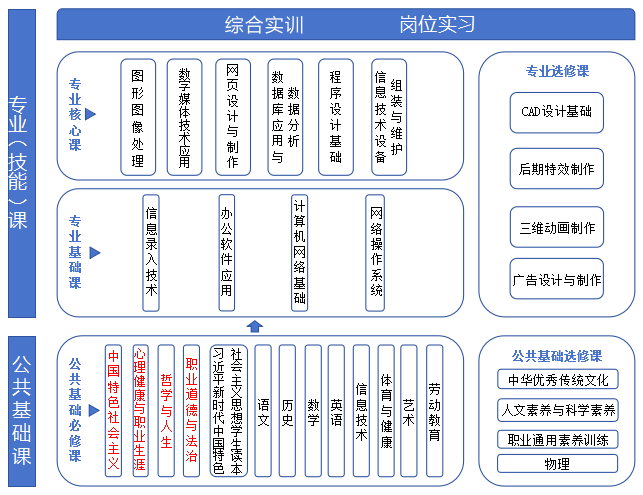 综合实训
岗位实习
专业（技能）课
专业核心课
图形图像处理
数字媒体技术应用
网页设计与制作
数据库应用与
数据分析
程序设计基础
信息技术设备
组装与维护
专业选修课
CAD设计基础
后期特效制作
三维动画制作
广告设计与制作
专业基础课
信息录入技术
办公软件应用
计算机网络基础
网络操作系统
公共基础课
公共基础必修课
中国特色社会主义
心理健康与职业生涯
哲学与人生
职业道德与法治
习近平新时代中国特色
社会主义思想学生读本
语文
历史
数学
英语
信息技术
体育与健康
艺术
劳动教育
公共基础选修课
中华优秀传统文化
人文素养与科学素养
职业通用素养训练
物理